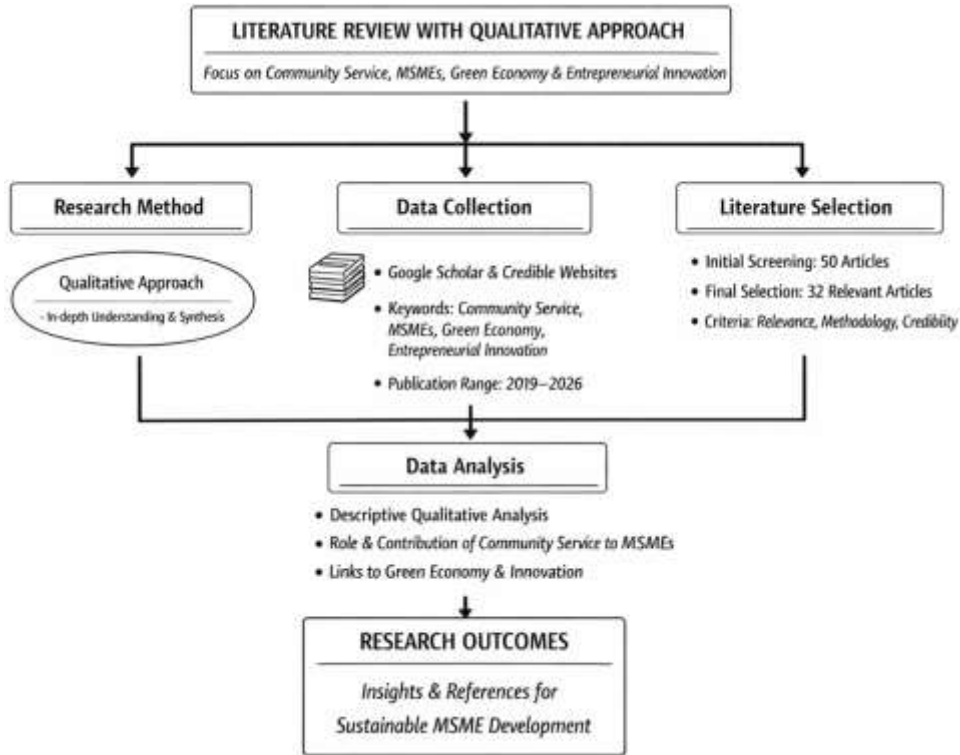 LITERATURE REVIEW WITH QUALITATIVE APPROACH
Focus on Community Service, MSMEs, Green Economy & Entrepreneurial Innovation
Research Method
Qualitative Approach
- In-depth Understanding & Synthesis
Data Collection
• Google Scholar & Credible Websites
• Keywords: Community Service,
MSMEs, Green Economy,
Entrepreneurial Innovation
• Publication Range: 2019–2026
Literature Selection
• Initial Screening: 50 Articles
• Final Selection: 32 Relevant Articles
• Criteria: Relevance, Methodology, Credibility
Data Analysis
• Descriptive Qualitative Analysis
• Role & Contribution of Community Service to MSMEs
• Links to Green Economy & Innovation
RESEARCH OUTCOMES
Insights & References for
Sustainable MSME Development